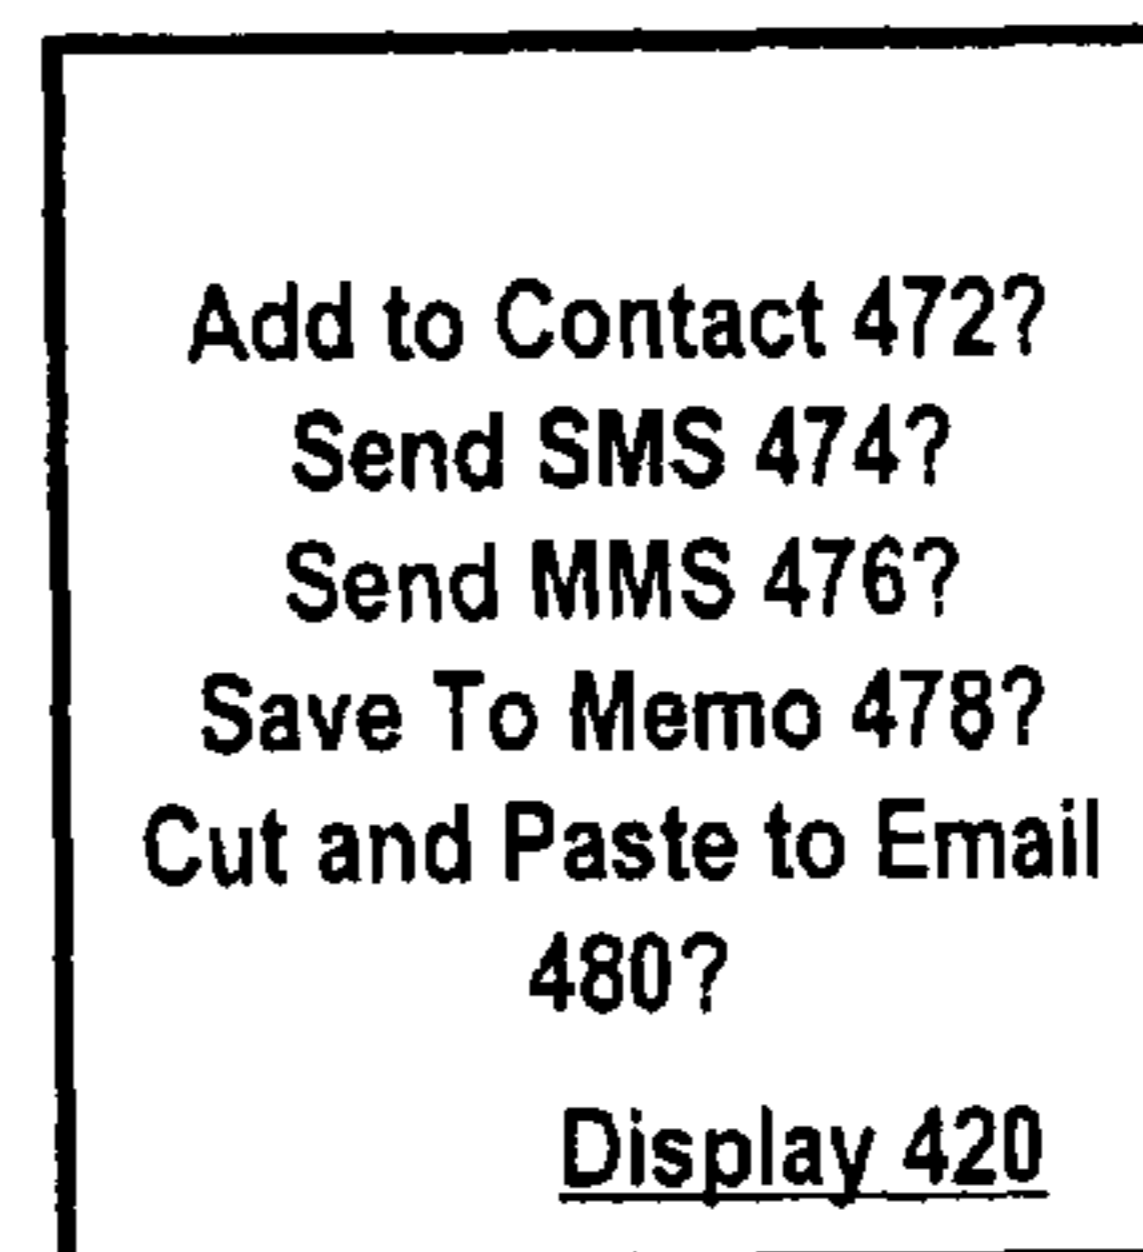 Add to Contact 472?
Send SMS 474?
Send MMS 476?
Save To Memo 478?
Cut and Paste to Email
480?
Display 420